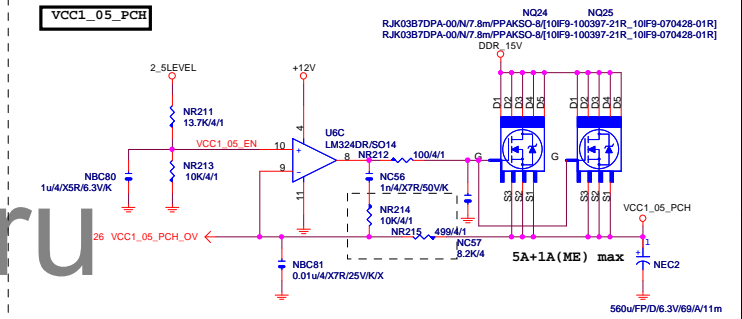 VCC1_05_PCH
NQ24 NQ25
RJK03B7DPA-00/N/7.8m/PPAKSO-8/[10IF9-100397-21R_10IF9-070428-01R]
RJK03B7DPA-00/N/7.8m/PPAKSO-8/[10IF9-100397-21R_10IF9-070428-01R]
DDR_15V
2_5LEVEL
+12V
D1 D2 D3 D4 D5
D1 D2 D3 D4 D5
NR211
13.7K/4/1
VCC1_05_EN
U6C
LM324DR/SO14
4
10
+
9
-
8
11
NR212
100/4/1
G
G
NBC80
1u/4/X5R/6.3V/K
NR213
10K/4/1
NC56
1n/4/X7R/50V/K
S3 S2 S1
S3 S2 S1
NR214
10K/4/1
VCC1_05_PCH
ru
26 VCC1_05_PCH_OV
NR215
499/4/1
NC57
8.2K/4
5A+1A(ME) max
1
+
NEC2
NBC81
0.01u/4/X7R/25V/K/X
560u/FP/D/6.3V/69/A/11m